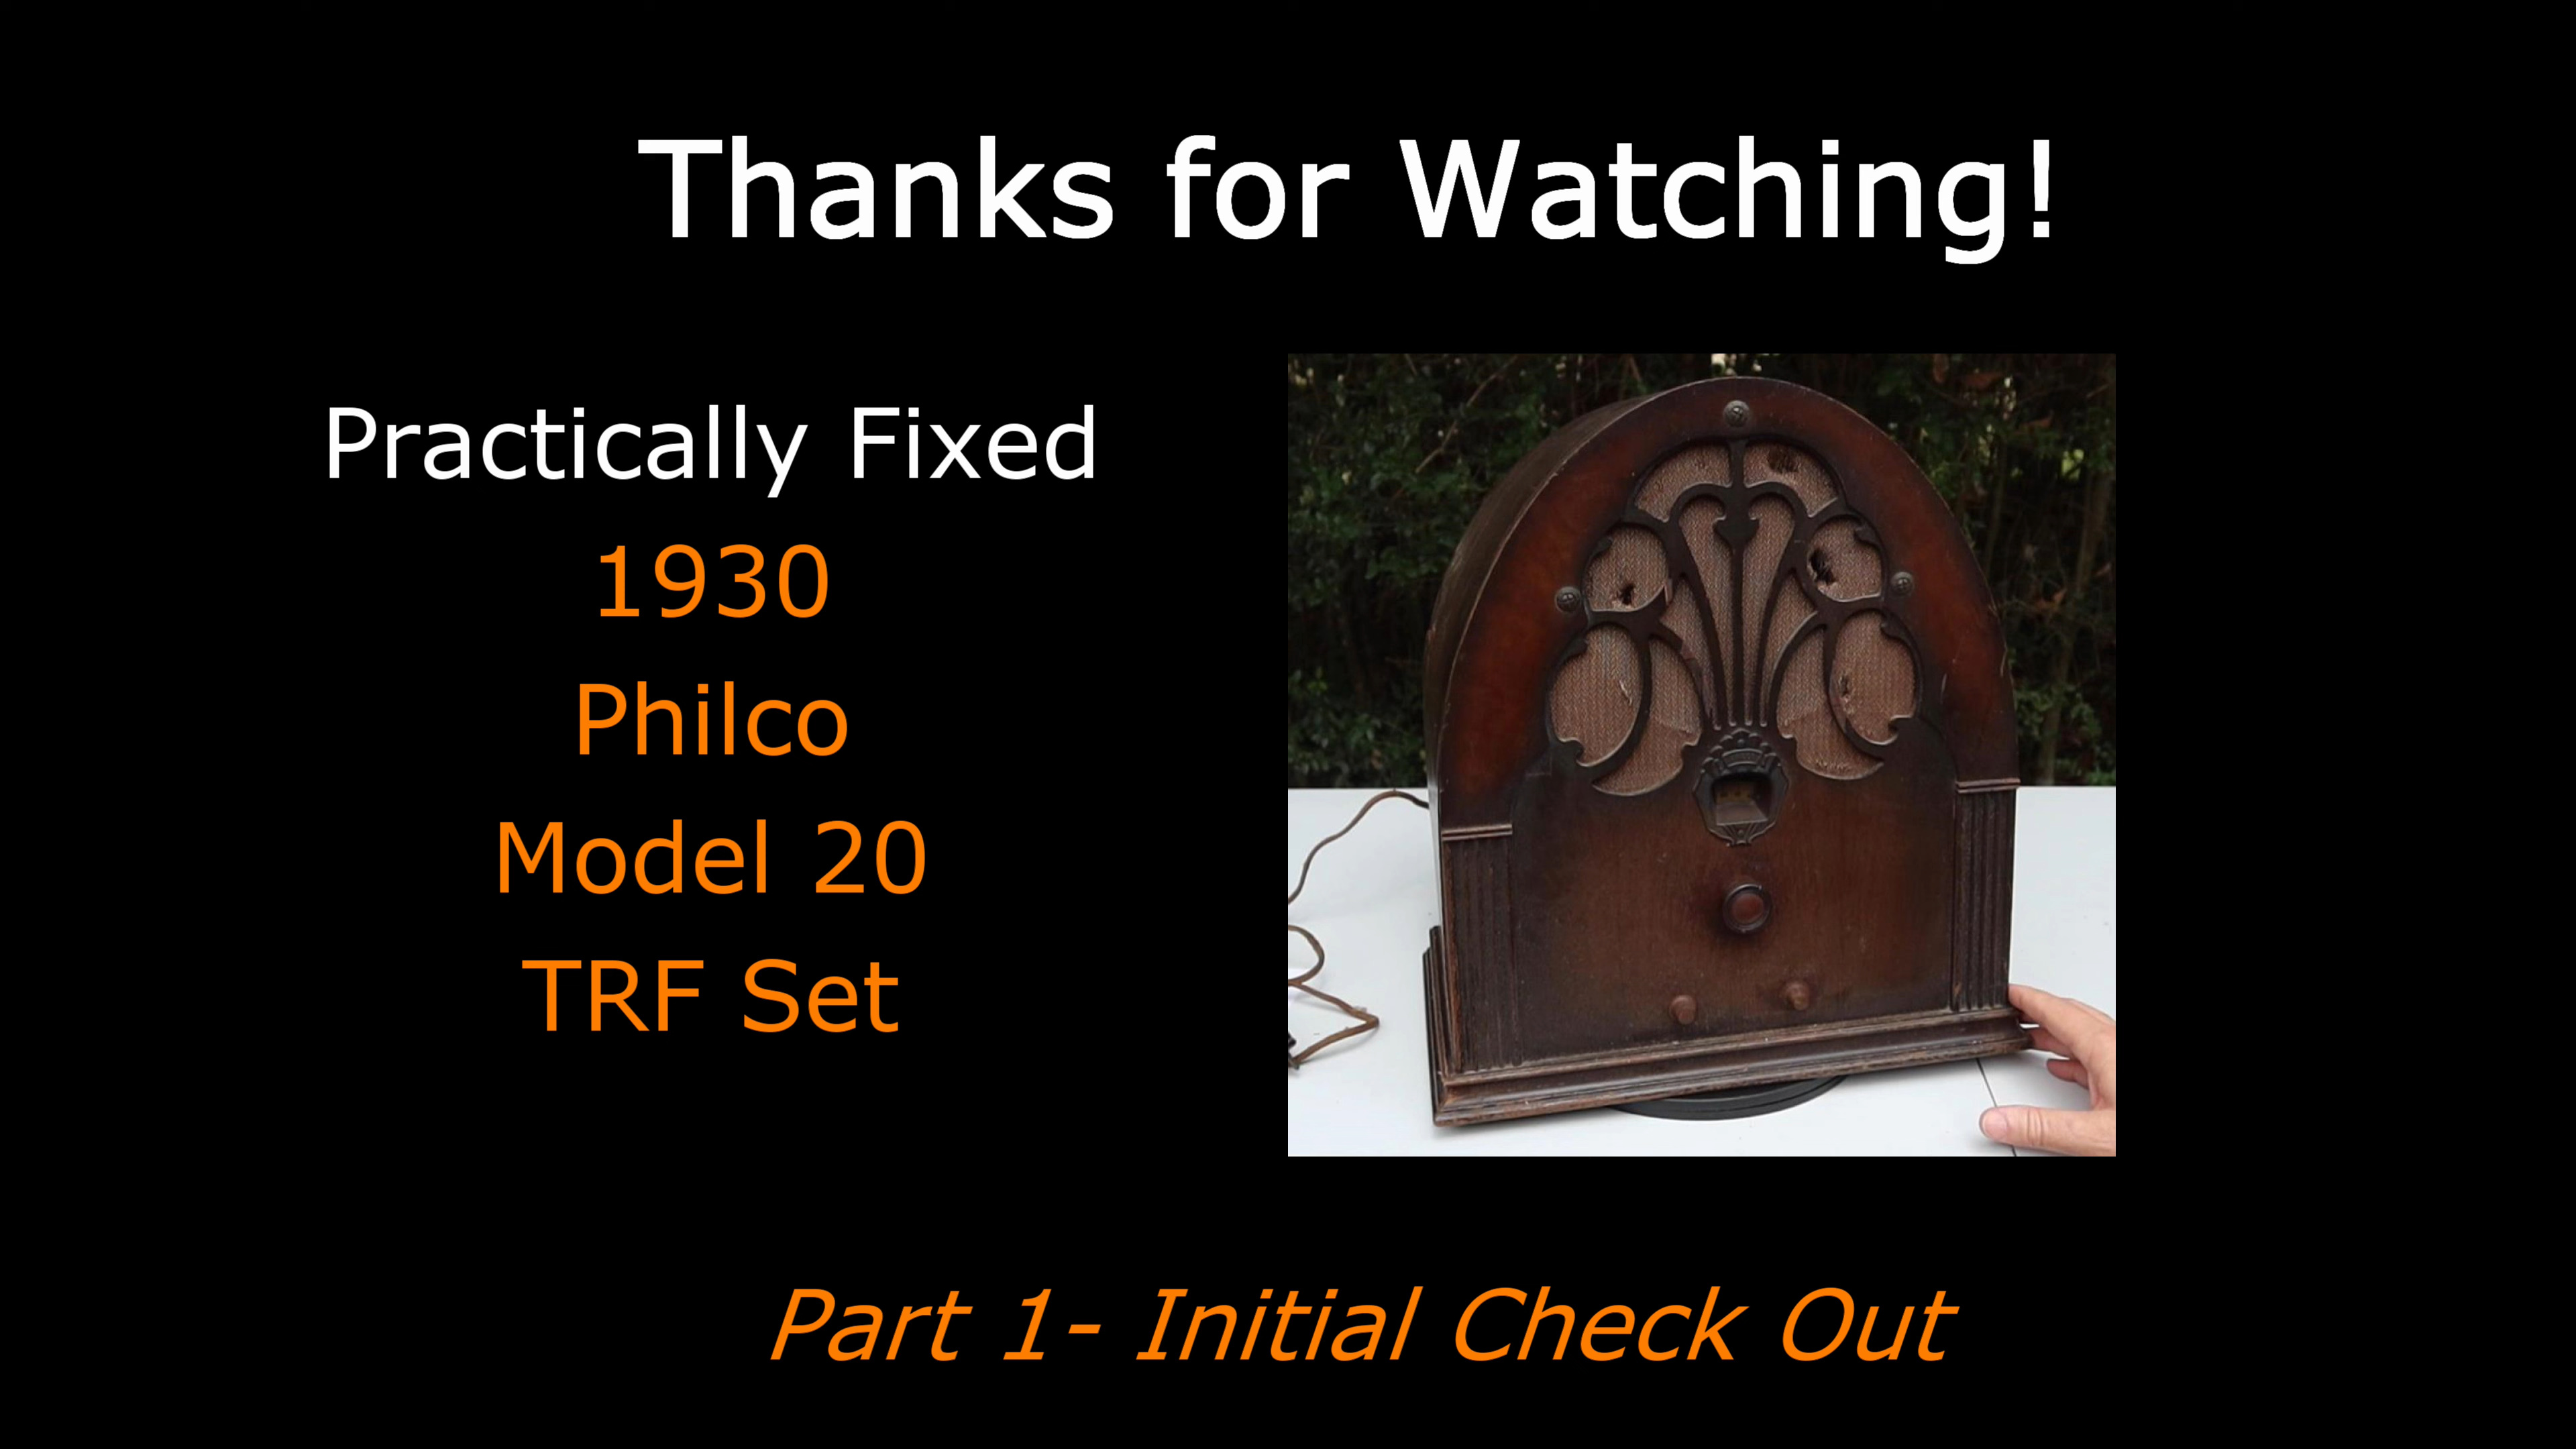 Thanks for Watching!
Practically Fixed
1930
Philco
Model 20
TRF Set
Part 1- Initial Check Out